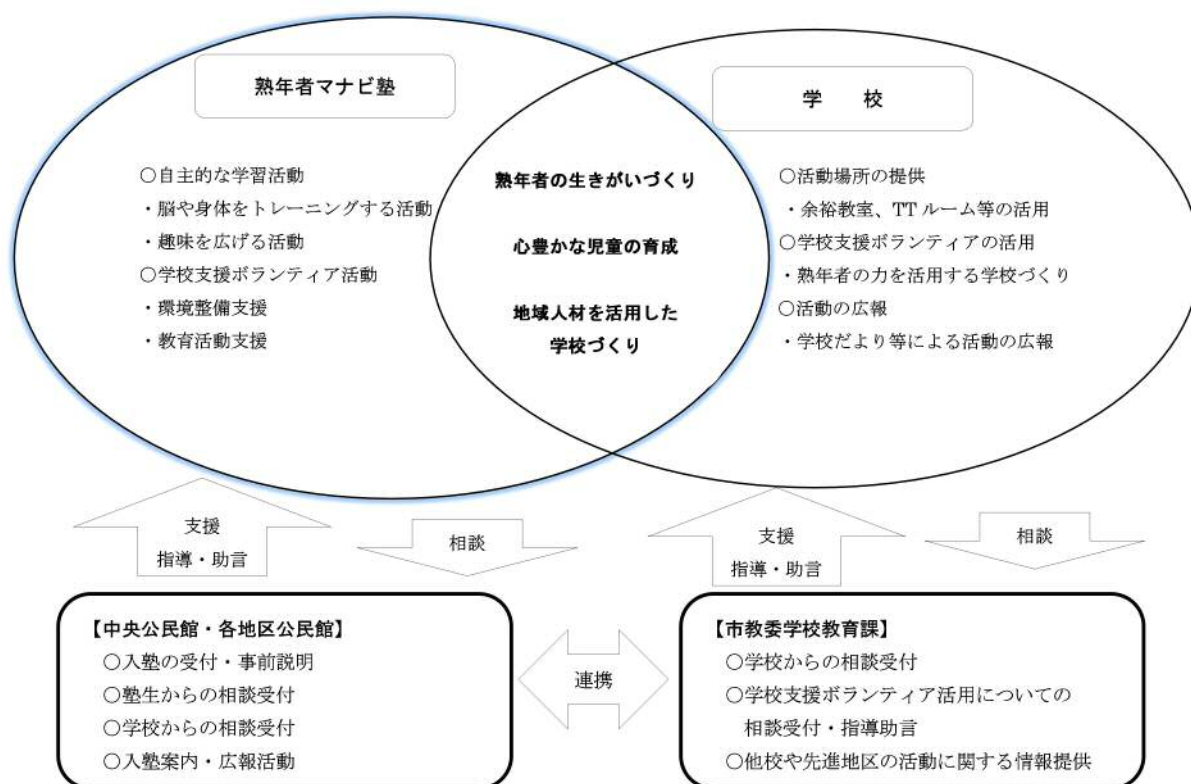 熟年者マナビ塾
○自主的な学習活動
・脳や身体をトレーニングする活動
・趣味を広げる活動
○学校支援ボランティア活動
・環境整備支援
・教育活動支援
熟年者の生きがいづくり
心豊かな児童の育成
地域人材を活用した
学校づくり
学　校
○活動場所の提供
・余裕教室、TT ルーム等の活用
○学校支援ボランティアの活用
・熟年者の力を活用する学校づくり
○活動の広報
・学校だより等による活動の広報
支援
指導・助言
相談
支援
指導・助言
相談
【中央公民館・各地区公民館】
○入塾の受付・事前説明
○塾生からの相談受付
○学校からの相談受付
○入塾案内・広報活動
連携
【市教委学校教育課】
○学校からの相談受付
○学校支援ボランティア活用についての
相談受付・指導助言
○他校や先進地区の活動に関する情報提供